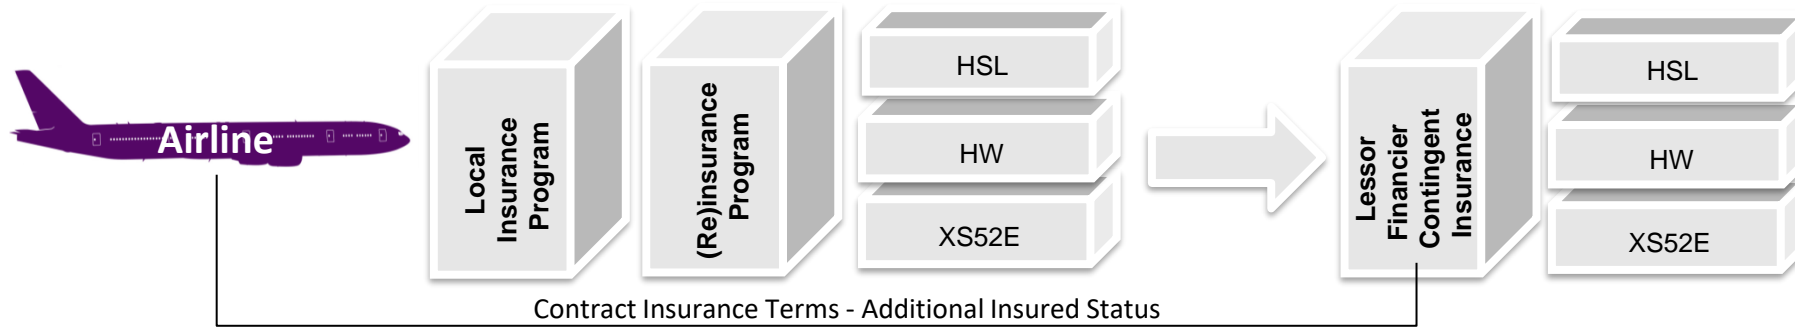 Airline
Local
Insurance
Program
(Re)insurance
Program
HSL
HW
XS52E
Lessor
Financier
Contingent
Insurance
HSL
HW
XS52E
Contract Insurance Terms - Additional Insured Status